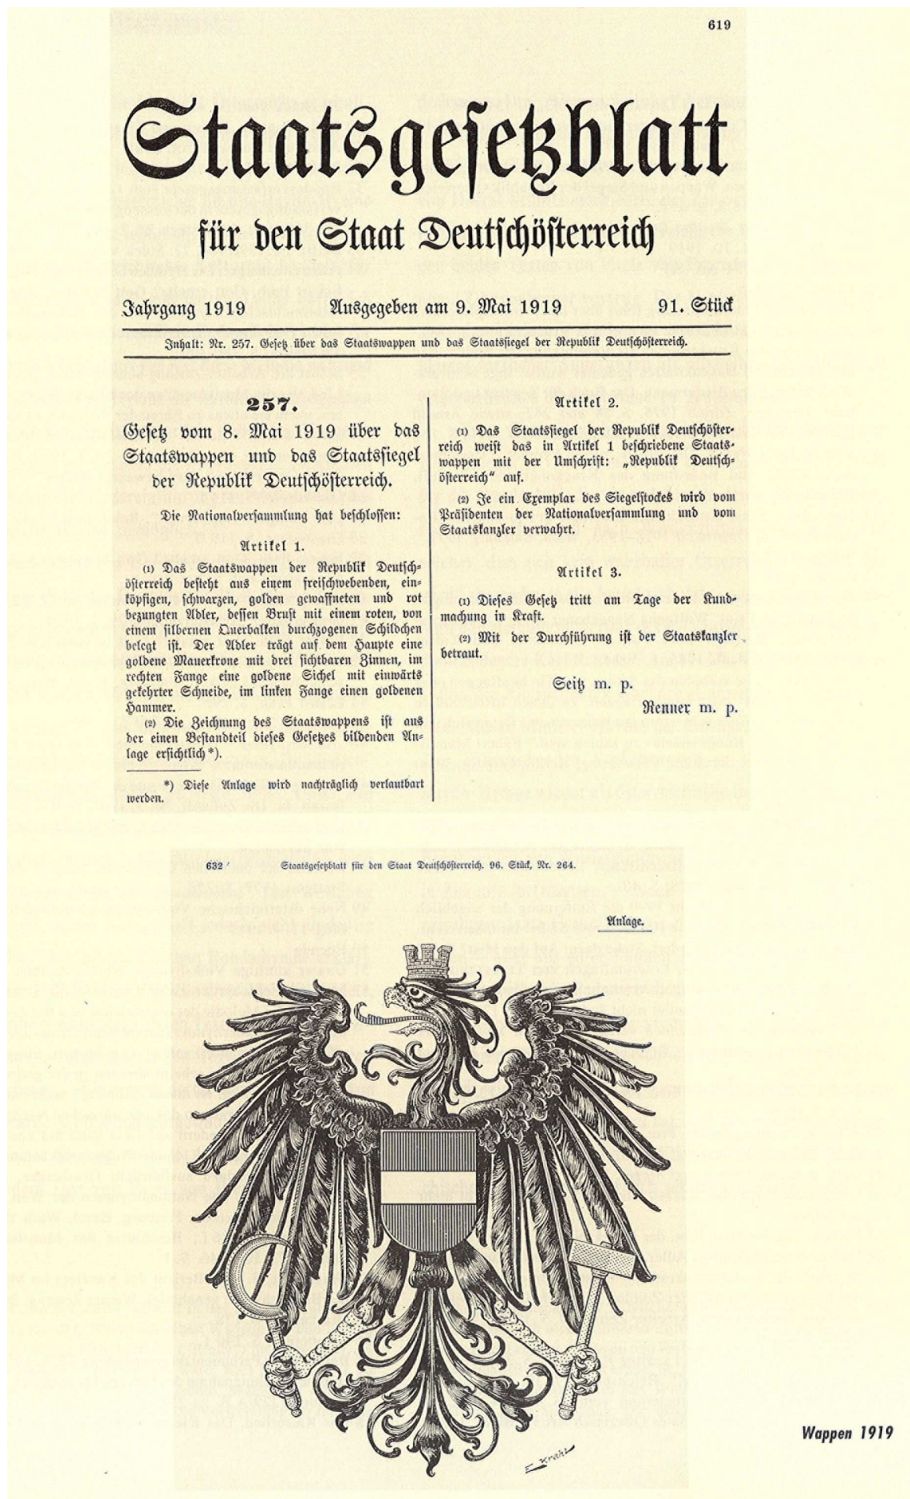 619
Staatsgesetzblatt
für den Staat Deutschösterreich
Jahrgang 1919 Ausgegeben am 9. Mai 1919 91. Stück
Inhalt: Nr. 257. Gesetz über das Staatswappen und das Staatssiegel der Republik Deutschösterreich.
257.
Gesetz vom 8. Mai 1919 über das
Staatswappen und das Staatssiegel
der Republik Deutschösterreich.
Die Nationalversammlung hat beschlossen:
Artikel 1.
(1) Das Staatswappen der Republik Deutsch-
österreich besteht aus einem freischwebenden, ein-
köpfigen, schwarzen, golden gewaffneten und rot
bezungten Adler, dessen Brust mit einem roten, von
einem silbernen Querbalken durchzogenen Schildchen
belegt ist. Der Adler trägt auf dem Haupte eine
goldene Mauerkrone mit drei sichtbaren Zinnen, im
rechten Fange eine goldene Sichel mit einwärts
gekehrter Schneide, im linken Fange einen goldenen
Hammer.
(2) Die Zeichnung des Staatswappens ist aus
der einen Bestandteil dieses Gesetzes bildenden An-
lage ersichtlich*).
*) Diese Anlage wird nachträglich verlautbart
werden.
Artikel 2.
(1) Das Staatssiegel der Republik Deutschöster-
reich weist das in Artikel 1 beschriebene Staats-
wappen mit der Umschrift: „Republik Deutsch-
österreich“ auf.
(2) Je ein Exemplar des Siegelstockes wird vom
Präsidenten der Nationalversammlung und vom
Staatskanzler verwahrt.
Artikel 3.
(1) Dieses Gesetz tritt am Tage der Kund-
machung in Kraft.
(2) Mit der Durchführung ist der Staatskanzler
betraut.
Seitz m. p.
Renner m. p.
632 Staatsgesetzblatt für den Staat Deutschösterreich. 96. Stück, Nr. 264.
Anlage.
E. Krahl
Wappen 1919